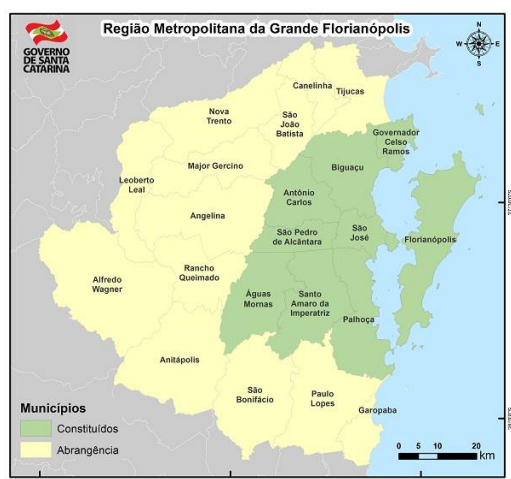 Região Metropolitana da Grande Florianópolis
GOVERNO
DE SANTA
CATARINA
N
W
E
S
Canelinha
Tijucas
Nova
Trento
São
João
Batista
Governador
Celso
Ramos
Major Gercino
Biguaçu
Leoberto
Leal
Antônio
Carlos
Angelina
São Pedro
de Alcântara
São
José
Florianópolis
Alfredo
Wagner
Rancho
Queimado
Águas
Mornas
Santo
Amaro da
Imperatriz
Palhoça
Anitápolis
São
Bonifácio
Paulo
Lopes
Garopaba
Municípios
Constituídos
Abrangência
0 5 10 20
km